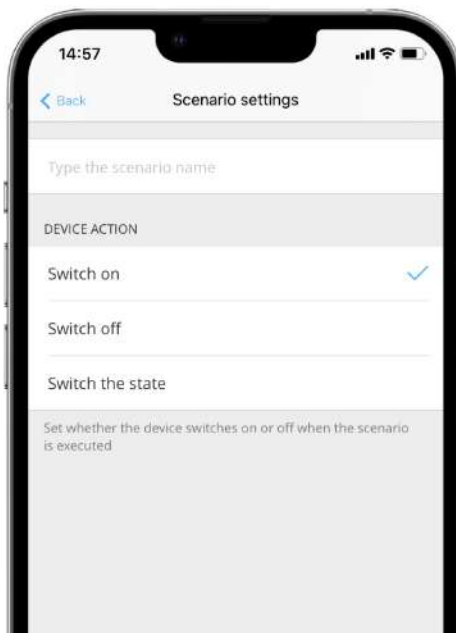 14:57
Back
Scenario settings
Type the scenario name
DEVICE ACTION
Switch on
Switch off
Switch the state
Set whether the device switches on or off when the scenario
is executed